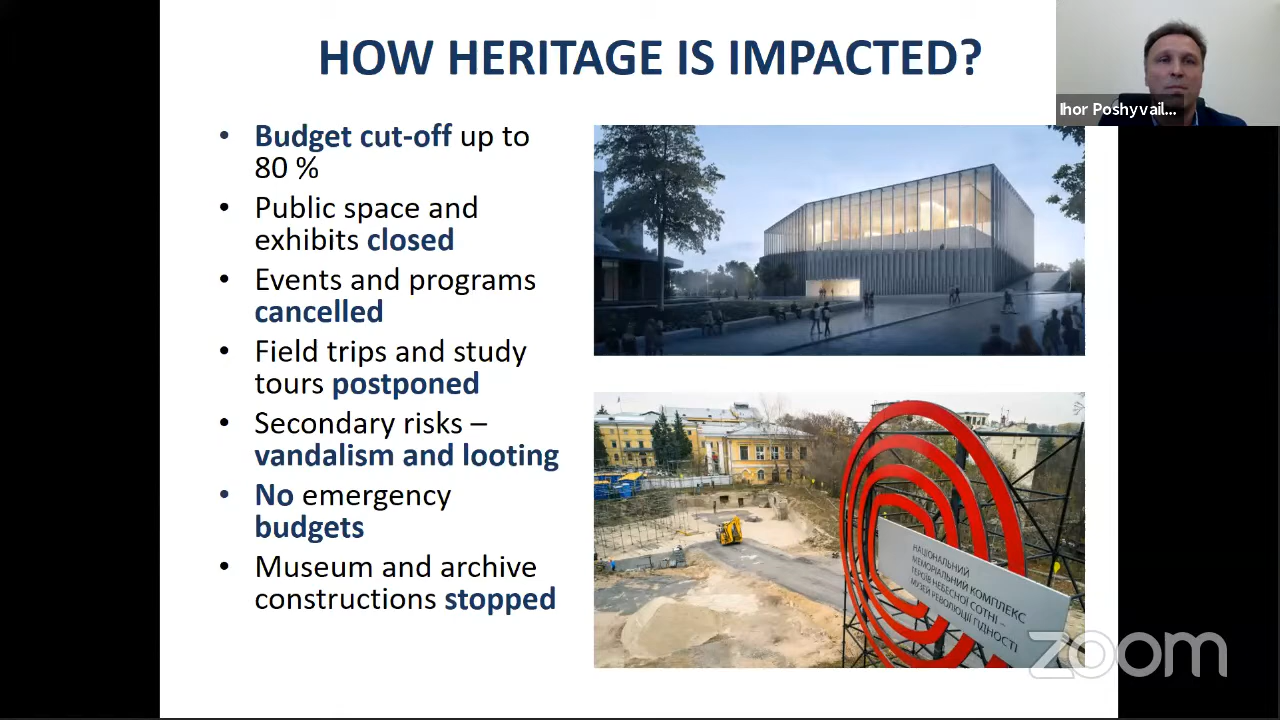 HOW HERITAGE IS IMPACTED?
Ihor Poshyvail...
• Budget cut-off up to
80 %
• Public space and
exhibits closed
• Events and programs
cancelled
• Field trips and study
tours postponed
• Secondary risks –
vandalism and looting
• No emergency
budgets
• Museum and archive
constructions stopped
НАЦІОНАЛЬНИЙ
МЕМОРІАЛЬНИЙ КОМПЛЕКС
ГЕРОЇВ НЕБЕСНОЇ СОТНІ –
МУЗЕЙ РЕВОЛЮЦІЇ ГІДНОСТІ
zoom